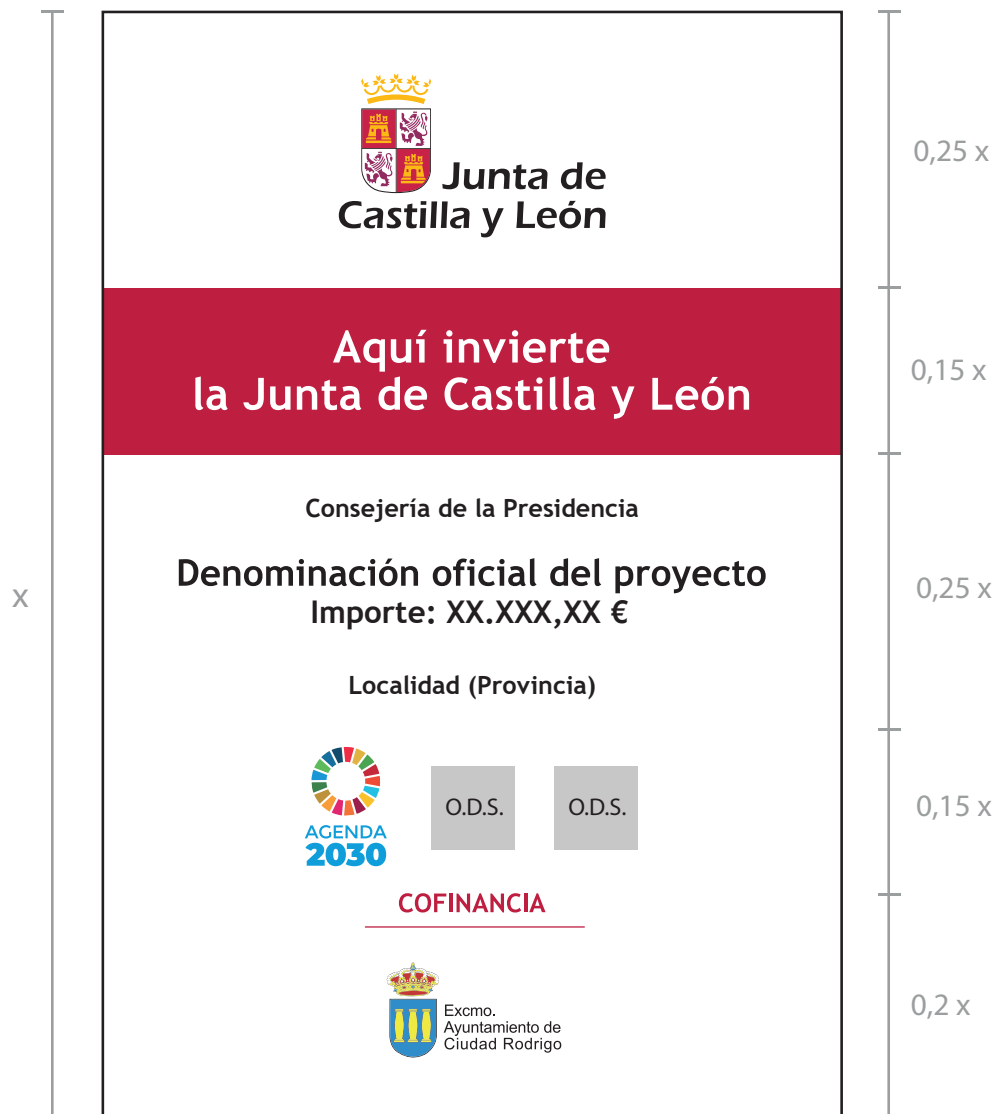 Junta de
Castilla y León
0,25 x
Aquí invierte
la Junta de Castilla y León
0,15 x
Consejería de la Presidencia
Denominación oficial del proyecto
Importe: XX.XXX,XX €
x
0,25 x
Localidad (Provincia)
O.D.S.
O.D.S.
0,15 x
AGENDA
2030
COFINANCIA
Excmo.
Ayuntamiento de
Ciudad Rodrigo
0,2 x